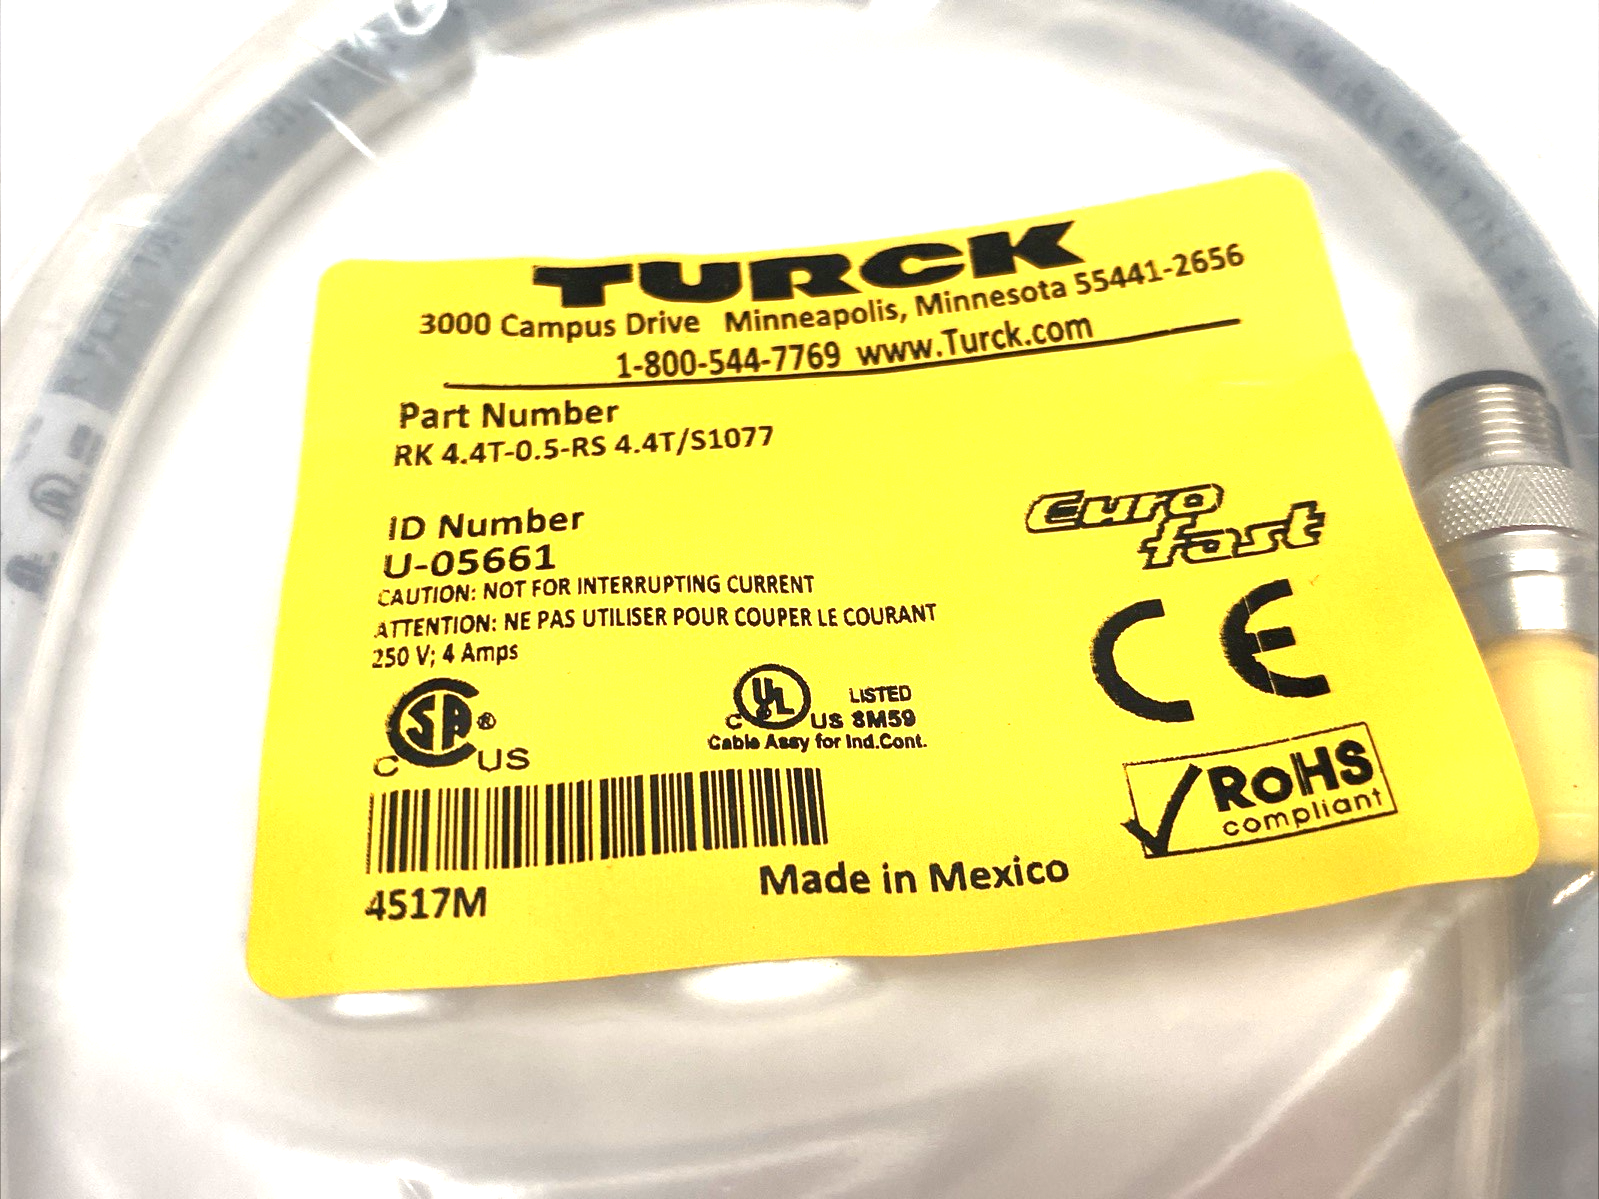 TURCK
3000 Campus Drive Minneapolis, Minnesota 55441-2656
1-800-544-7769 www.Turck.com
Part Number
RK 4.4T-0.5-RS 4.4T/S1077
ID Number
U-05661
CAUTION: NOT FOR INTERRUPTING CURRENT
ATTENTION: NE PAS UTILISER POUR COUPER LE COURANT
250 V; 4 Amps
Euro
fast
CE
C SA ® US
C UL US LISTED
8M59
Cable Assy for Ind.Cont.
RoHS
compliant
4517M
Made in Mexico